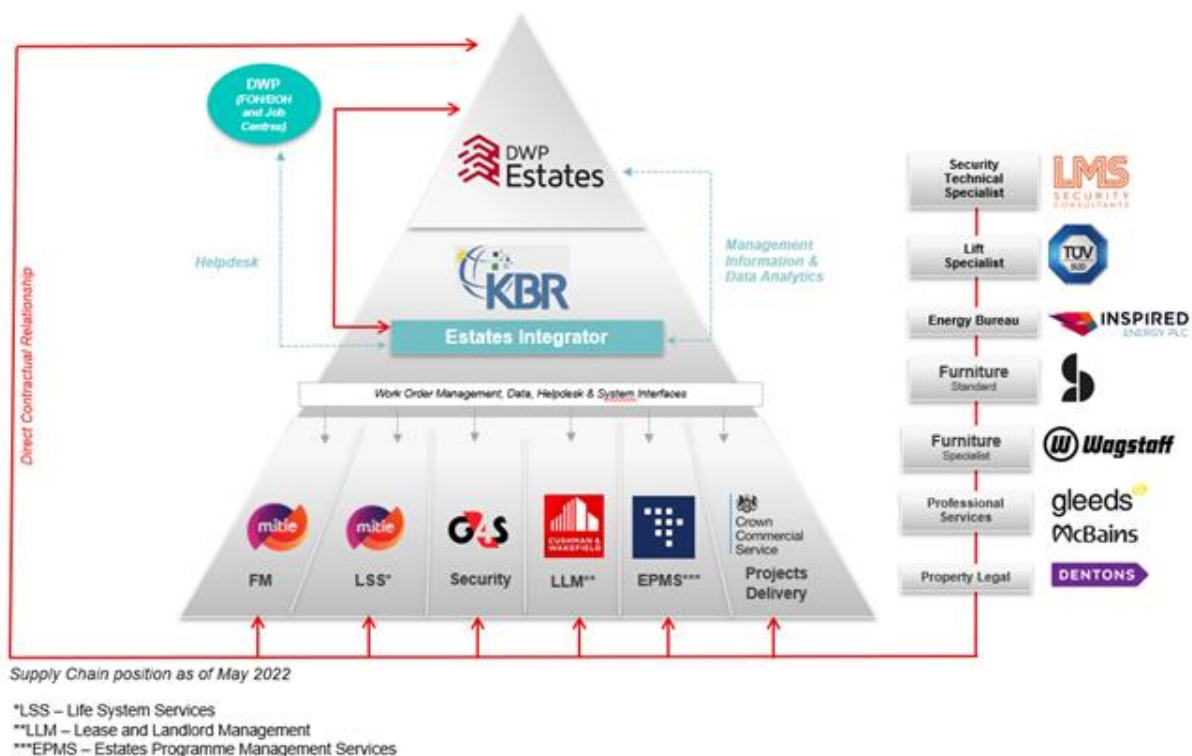 DWP
(FOH/BOH
and Job
Centres)
DWP
Estates
Helpdesk
Management
Information &
Data Analytics
KBR
Estates Integrator
Work Order Management, Data, Helpdesk & System Interfaces
Direct Contractual Relationship
mitie
FM
mitie
LSS*
G4S
Security
CUSHMAN &
WAKEFIELD
LLM**
EPMS***
Crown
Commercial
Service
Projects
Delivery
Security
Technical
Specialist
LMS
SECURITY
CONSULTANTS
Lift
Specialist
TÜV
SÜD
Energy Bureau
INSPIRED
ENERGY PLC
Furniture
Standard
Furniture
Specialist
W Wagstaff
Professional
Services
gleeds
McBains
Property Legal
DENTONS
Supply Chain position as of May 2022
*LSS – Life System Services
**LLM – Lease and Landlord Management
***EPMS – Estates Programme Management Services